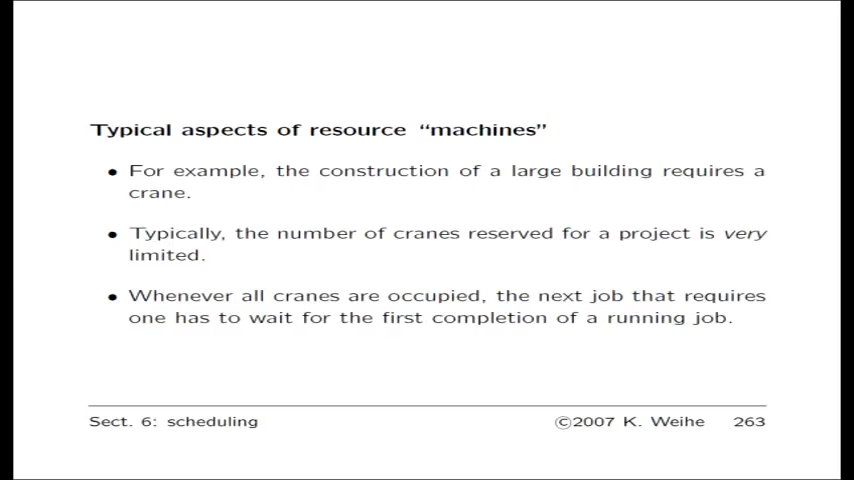 Typical aspects of resource “machines”
• For example, the construction of a large building requires a
crane.
• Typically, the number of cranes reserved for a project is very
limited.
• Whenever all cranes are occupied, the next job that requires
one has to wait for the first completion of a running job.
Sect. 6: scheduling ©2007 K. Weihe 263